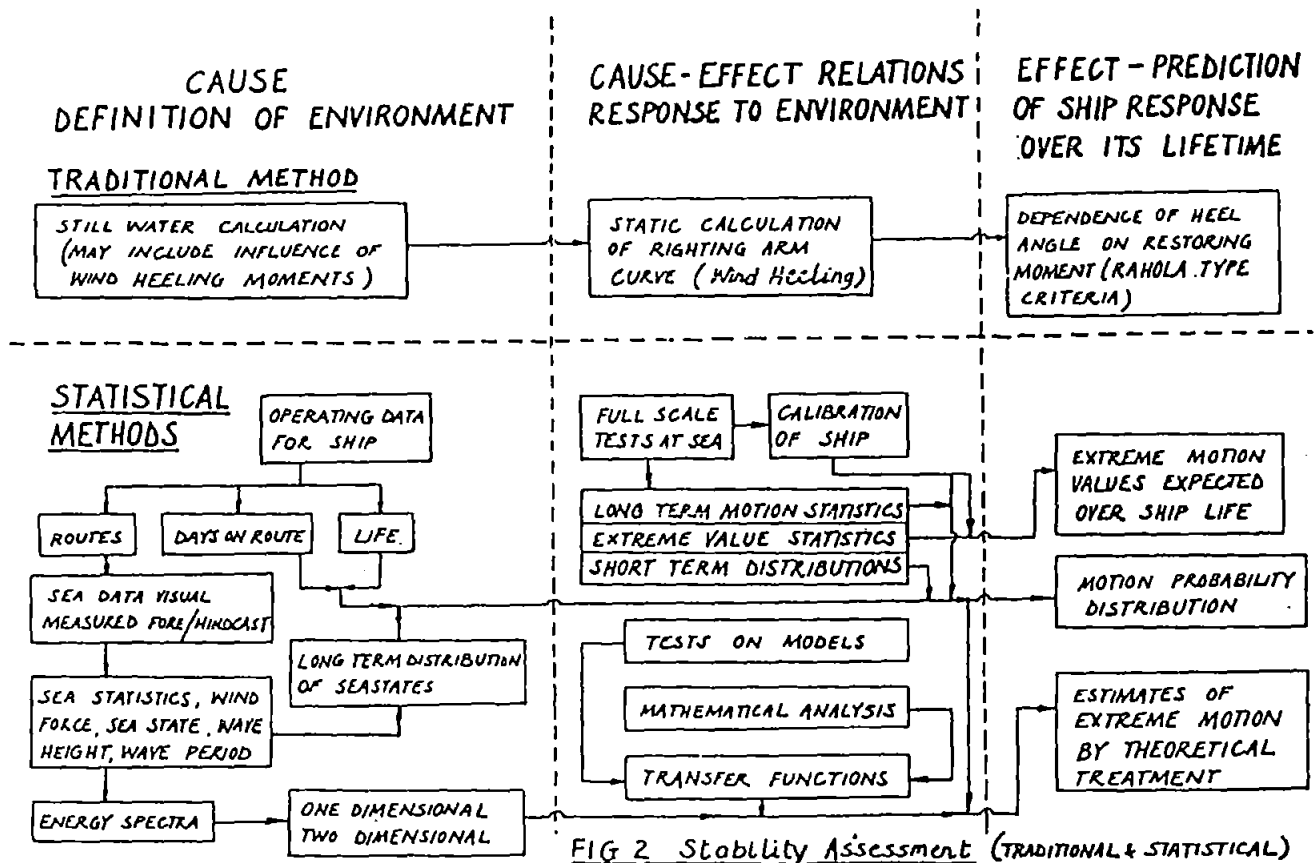 CAUSE
DEFINITION OF ENVIRONMENT
CAUSE-EFFECT RELATIONS
RESPONSE TO ENVIRONMENT
EFFECT-PREDICTION
OF SHIP RESPONSE
OVER ITS LIFETIME
TRADITIONAL METHOD
STILL WATER CALCULATION
(MAY INCLUDE INFLUENCE OF
WIND HEELING MOMENTS)
STATIC CALCULATION
OF RIGHTING ARM
CURVE (Wind Heeling)
DEPENDENCE OF HEEL
ANGLE ON RESTORING
MOMENT (RAHOLA.TYPE
CRITERIA)
STATISTICAL
METHODS
OPERATING DATA
FOR SHIP
ROUTES
DAYS ON ROUTE
LIFE.
SEA DATA VISUAL
MEASURED FORE/HINDCAST
LONG TERM DISTRIBUTION
OF SEASTATES
SEA STATISTICS, WIND
FORCE, SEA STATE, WAVE
HEIGHT, WAVE PERIOD
ENERGY SPECTRA
ONE DIMENSIONAL
TWO DIMENSIONAL
FULL SCALE
TESTS AT SEA
CALIBRATION
OF SHIP
LONG TERM MOTION STATISTICS
EXTREME VALUE STATISTICS
SHORT TERM DISTRIBUTIONS
TESTS ON MODELS
MATHEMATICAL ANALYSIS
TRANSFER FUNCTIONS
EXTREME MOTION
VALUES EXPECTED
OVER SHIP LIFE
MOTION PROBABILITY
DISTRIBUTION
ESTIMATES OF
EXTREME MOTION
BY THEORETICAL
TREATMENT
FIG 2 Stability Assessment (TRADITIONAL & STATISTICAL)